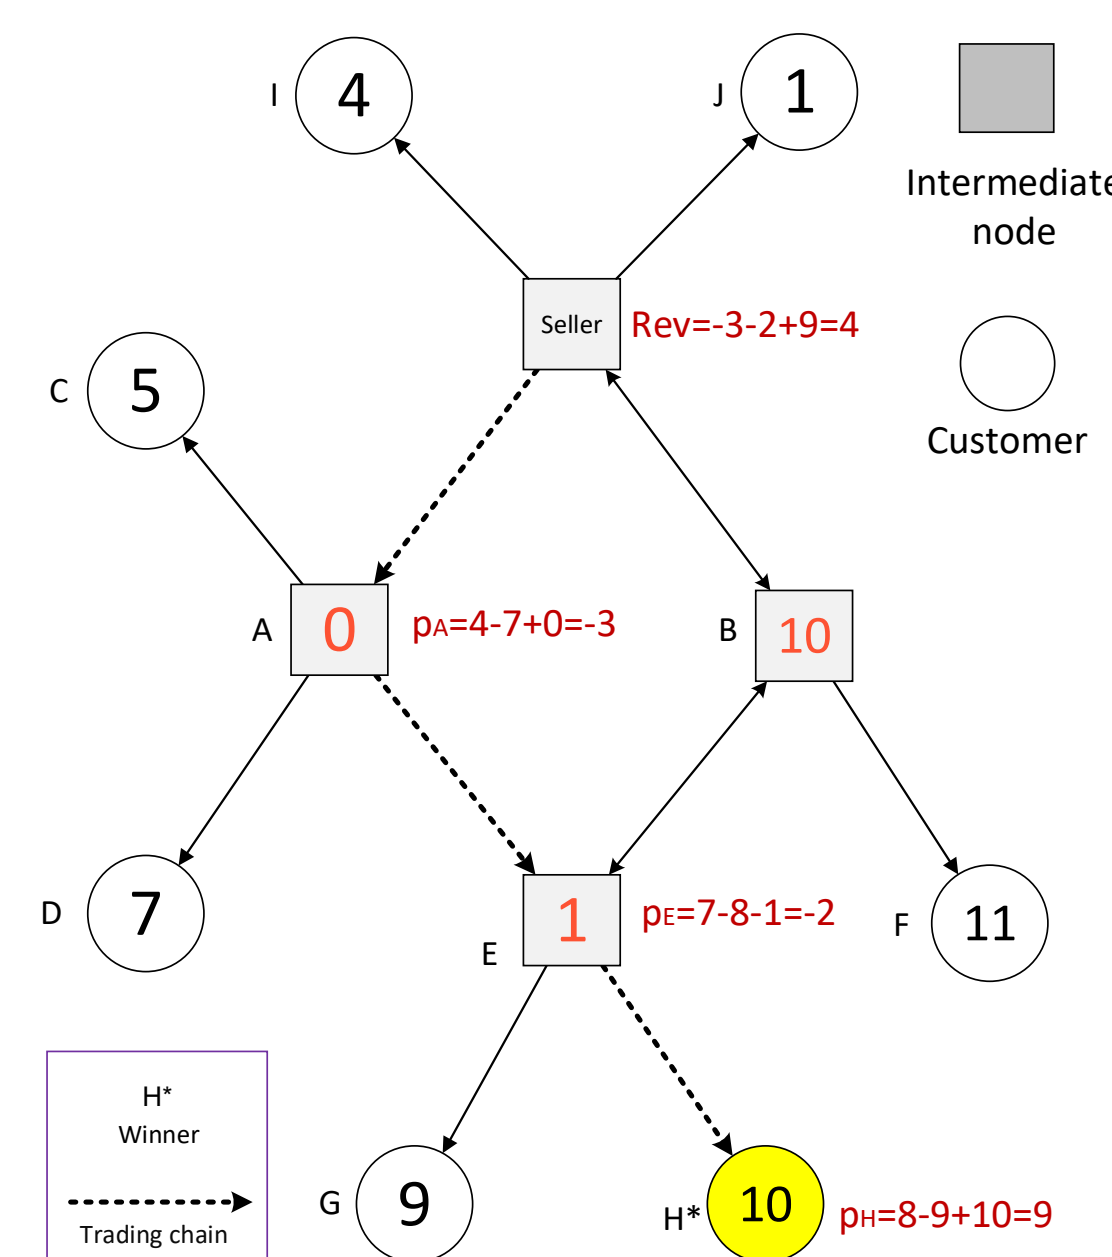 I
4
J
1
Intermediate
node
Seller
Rev=-3-2+9=4
C
5
Customer
A
0
pA=4-7+0=-3
B
10
D
7
E
1
pE=7-8-1=-2
F
11
H*
Winner
Trading chain
G
9
H*
10
pH=8-9+10=9